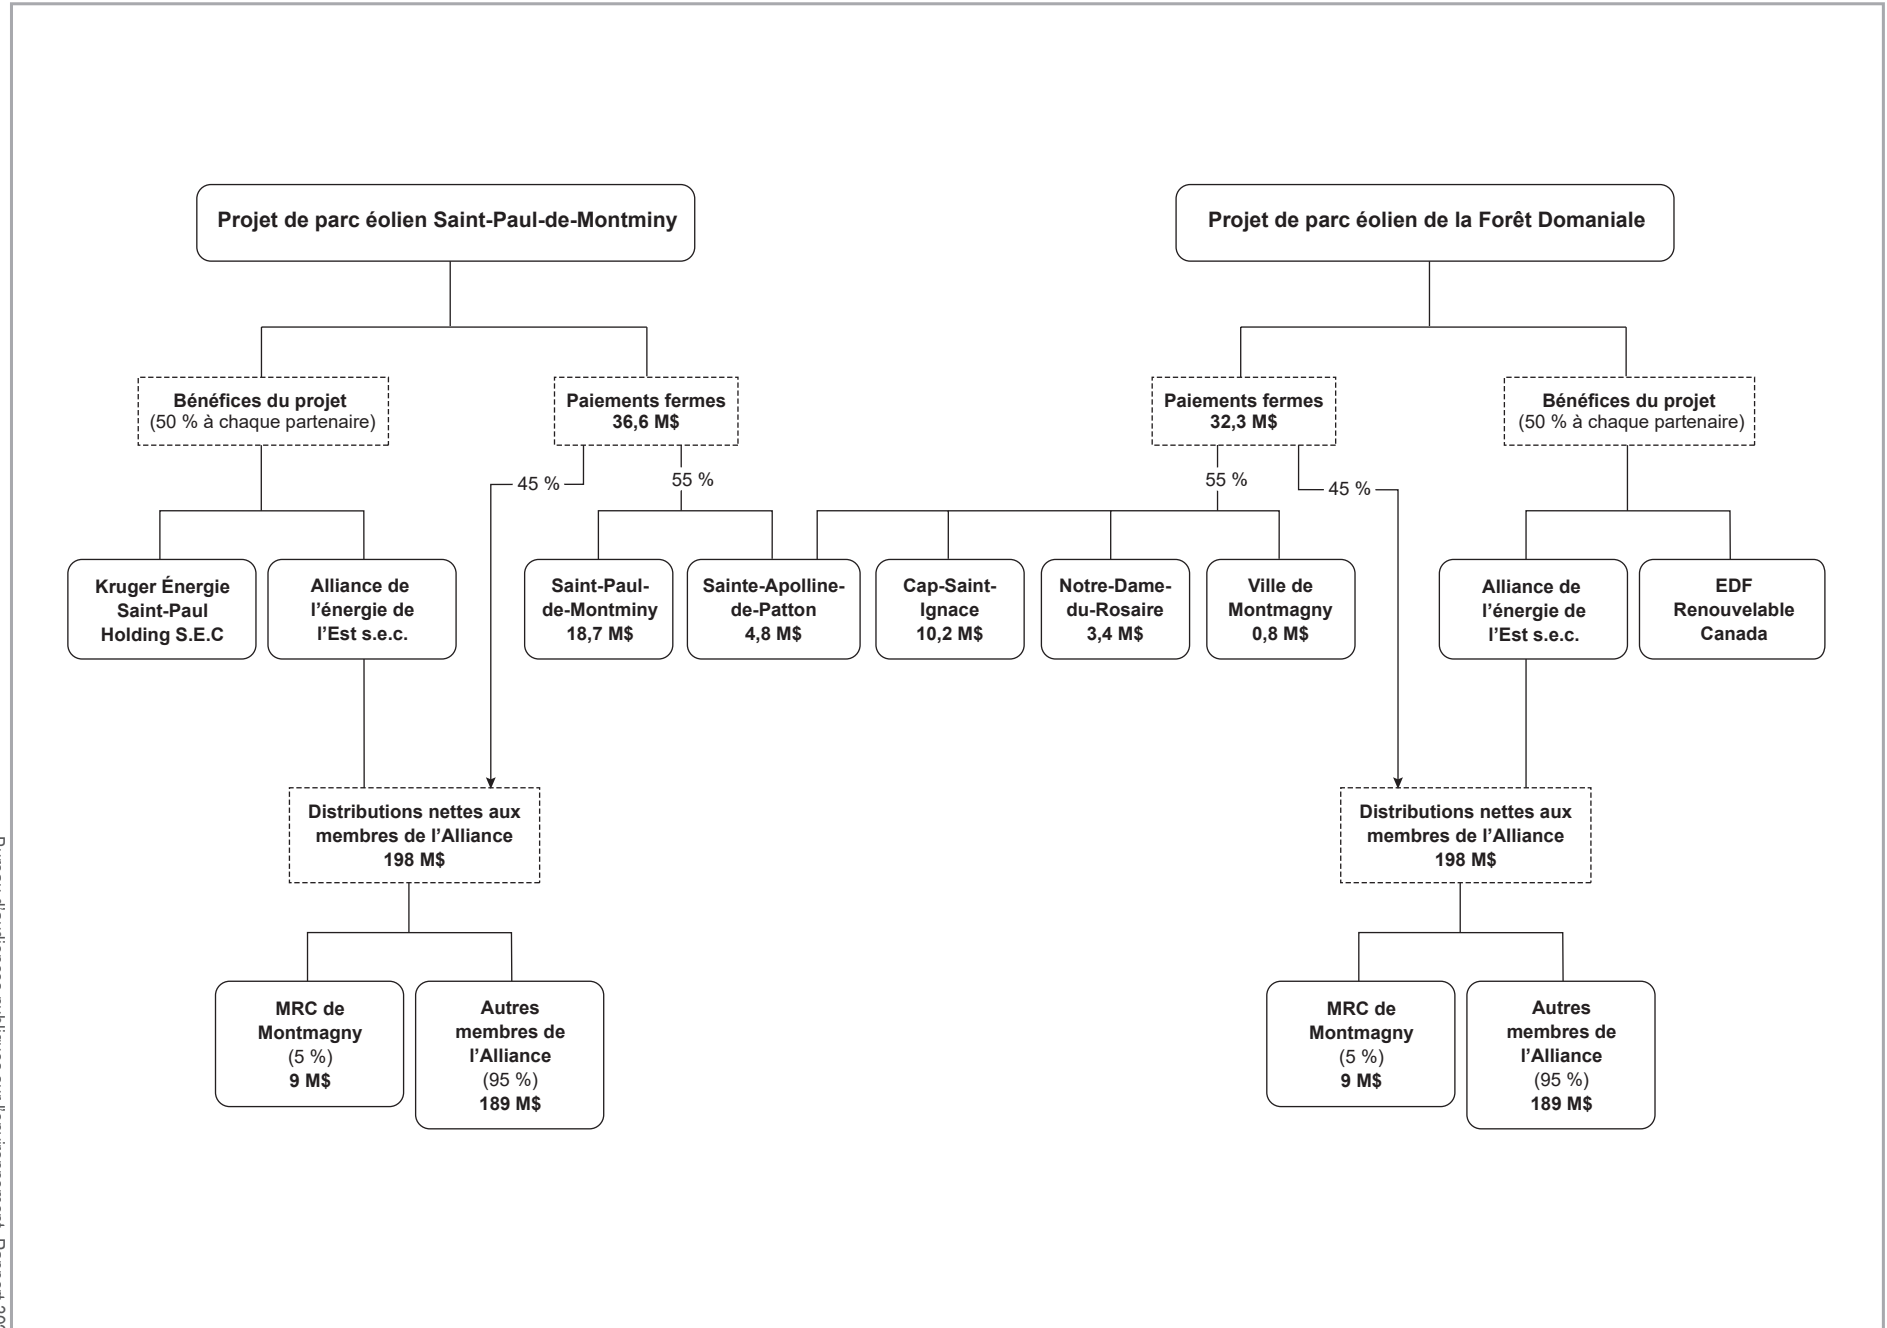 Projet de parc éolien Saint-Paul-de-Montminy
Bénéfices du projet
(50 % à chaque partenaire)
Paiements fermes
36,6 M$
45 %
55 %
Kruger Énergie
Saint-Paul
Holding S.E.C
Alliance de
l’énergie de
l’Est s.e.c.
Saint-Paul-
de-Montminy
18,7 M$
Sainte-Apolline-
de-Patton
4,8 M$
Distributions nettes aux
membres de l’Alliance
198 M$
MRC de
Montmagny
(5 %)
9 M$
Autres
membres de
l’Alliance
(95 %)
189 M$
Projet de parc éolien de la Forêt Domaniale
Paiements fermes
32,3 M$
Bénéfices du projet
(50 % à chaque partenaire)
55 %
45 %
Cap-Saint-
Ignace
10,2 M$
Notre-Dame-
du-Rosaire
3,4 M$
Ville de
Montmagny
0,8 M$
Alliance de
l’énergie de
l’Est s.e.c.
EDF
Renouvelable
Canada
Distributions nettes aux
membres de l’Alliance
198 M$
MRC de
Montmagny
(5 %)
9 M$
Autres
membres de
l’Alliance
(95 %)
189 M$